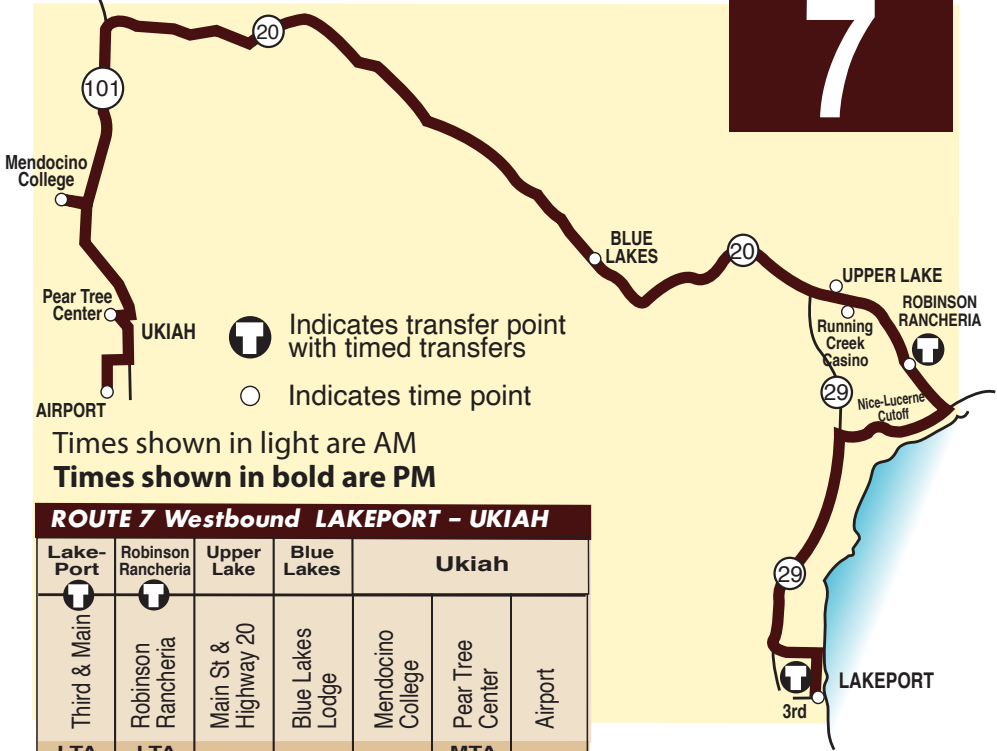 7
20
101
Mendocino
College
BLUE
LAKES
20
UPPER LAKE
ROBINSON
RANCHERIA
T
Running
Creek
Casino
Pear Tree
Center
UKIAH
T
Indicates transfer point
with timed transfers
Indicates time point
AIRPORT
29
Nice-Lucerne
Cutoff
Times shown in light are AM
Times shown in bold are PM
29
T
LAKEPORT
3rd
ROUTE 7 Westbound LAKEPORT – UKIAH
Lake-
Port
Robinson
Rancheria
Upper
Lake
Blue
Lakes
Ukiah
T
T
Third & Main
Robinson
Rancheria
Main St &
Highway 20
Blue Lakes
Lodge
Mendocino
College
Pear Tree
Center
Airport
LTA
LTA
MTA